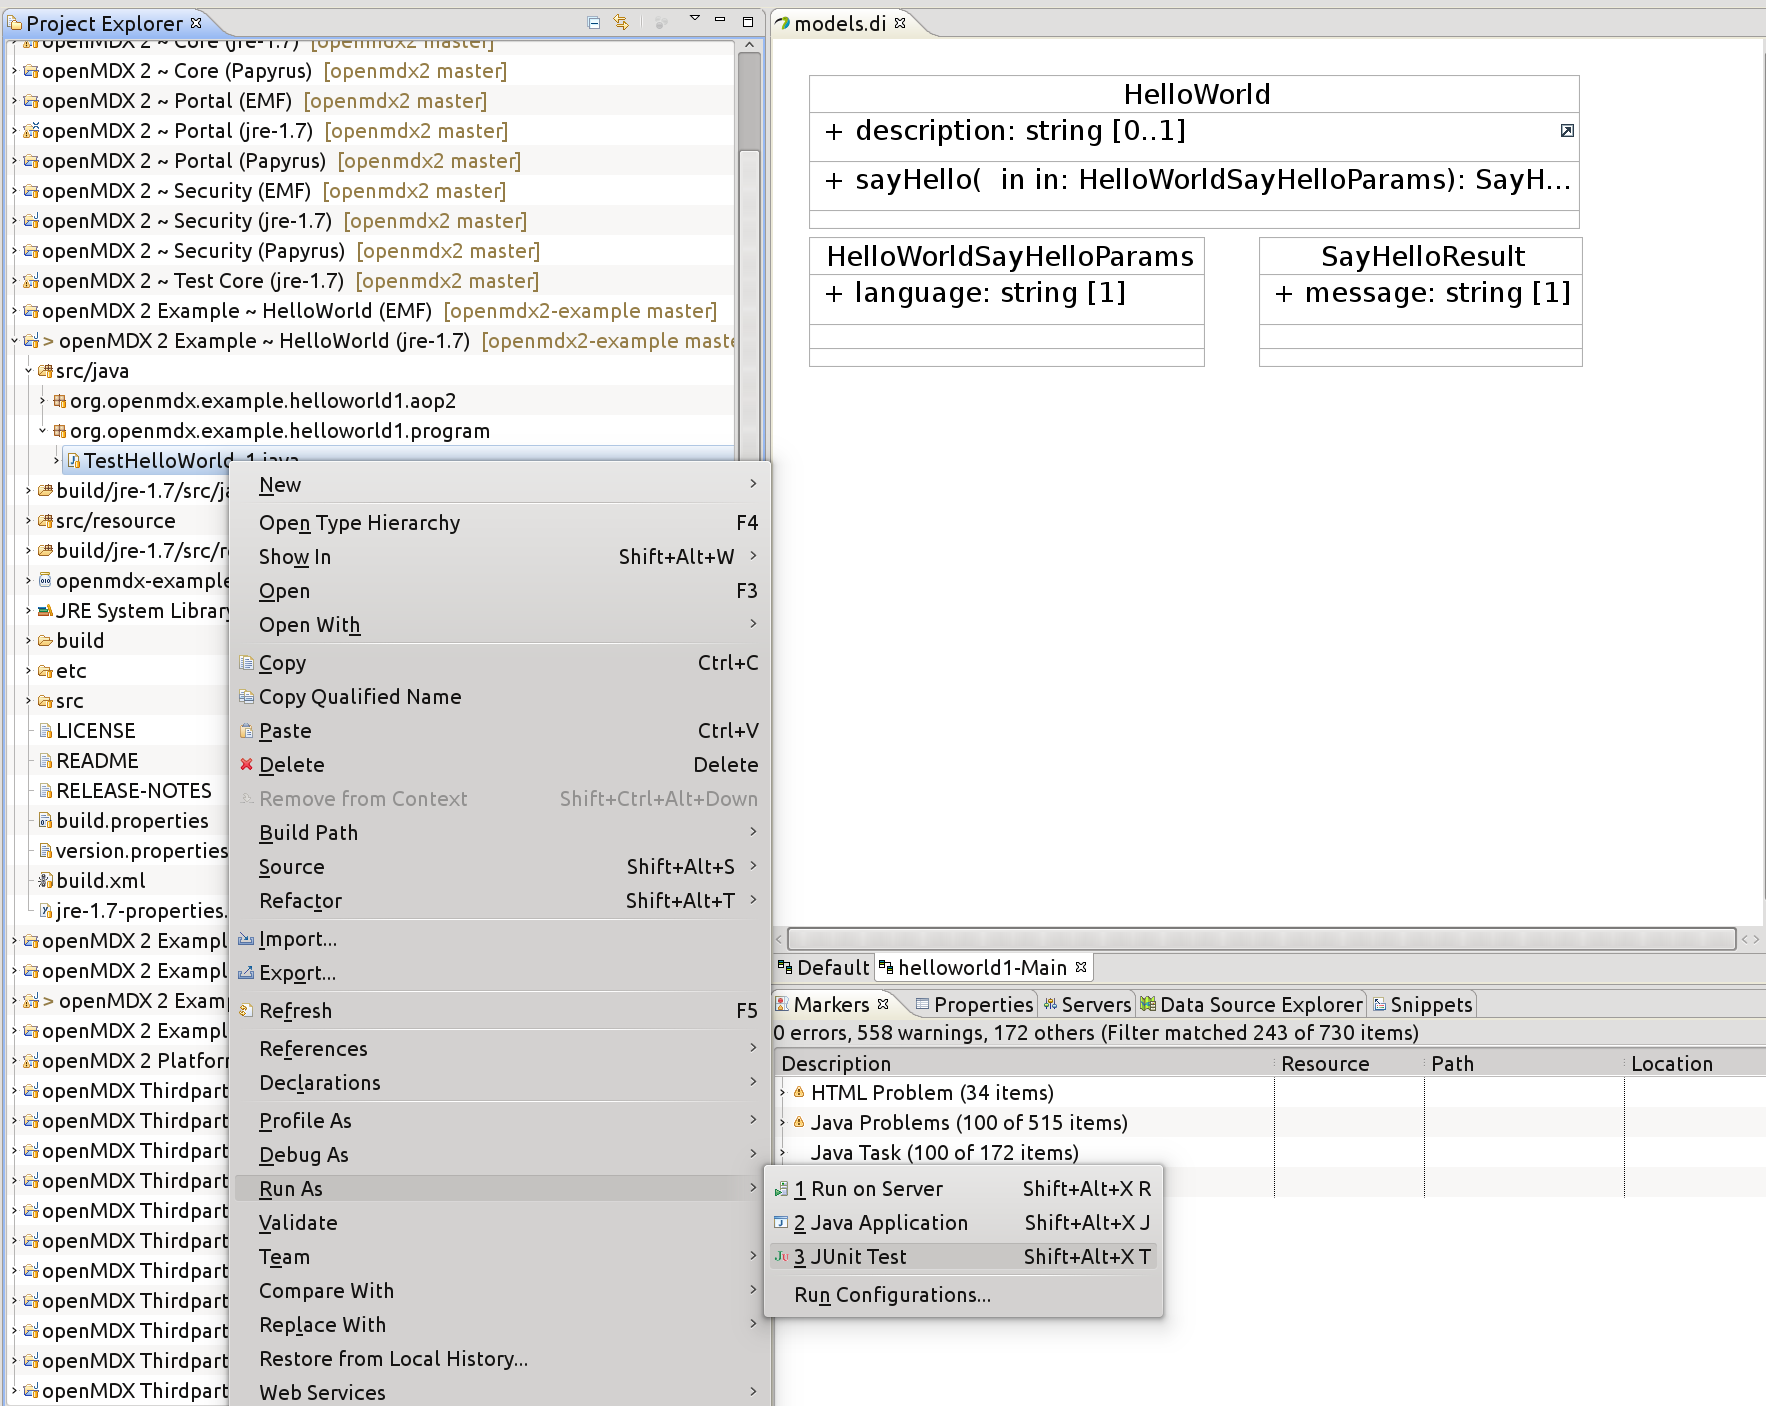 Project Explorer
openMDX 2 ~ Core (jre-1.7) [openmdx2 master]
openMDX 2 ~ Core (Papyrus) [openmdx2 master]
openMDX 2 ~ Portal (EMF) [openmdx2 master]
openMDX 2 ~ Portal (jre-1.7) [openmdx2 master]
openMDX 2 ~ Portal (Papyrus) [openmdx2 master]
openMDX 2 ~ Security (EMF) [openmdx2 master]
openMDX 2 ~ Security (jre-1.7) [openmdx2 master]
openMDX 2 ~ Security (Papyrus) [openmdx2 master]
openMDX 2 ~ Test Core (jre-1.7) [openmdx2 master]
openMDX 2 Example ~ HelloWorld (EMF) [openmdx2-example master]
> openMDX 2 Example ~ HelloWorld (jre-1.7) [openmdx2-example maste
src/java
org.openmdx.example.helloworld1.aop2
org.openmdx.example.helloworld1.program
TestHelloWorld_1.java
build/jre-1.7/src/ja
src/resource
build/jre-1.7/src/re
openmdx-example
JRE System Library
build
etc
src
LICENSE
README
RELEASE-NOTES
build.properties
version.properties
build.xml
jre-1.7-properties.
openMDX 2 Exampl
openMDX 2 Exampl
> openMDX 2 Examp
openMDX 2 Exampl
openMDX 2 Platforn
openMDX Thirdpart
openMDX Thirdpart
openMDX Thirdpart
openMDX Thirdpart
openMDX Thirdpart
openMDX Thirdpart
openMDX Thirdpart
openMDX Thirdpart
openMDX Thirdpart
openMDX Thirdpart
openMDX Thirdpart
New
Open Type Hierarchy F4
Show In Shift+Alt+W
Open F3
Open With
Copy Ctrl+C
Copy Qualified Name
Paste Ctrl+V
Delete Delete
Remove from Context Shift+Ctrl+Alt+Down
Build Path
Source Shift+Alt+S
Refactor Shift+Alt+T
Import...
Export...
Refresh F5
References
Declarations
Profile As
Debug As
Run As
Validate
Team
Compare With
Replace With
Restore from Local History...
Web Services
1 Run on Server Shift+Alt+X R
2 Java Application Shift+Alt+X J
3 JUnit Test Shift+Alt+X T
Run Configurations...
models.di
HelloWorld
+ description: string [0..1]
+ sayHello( in in: HelloWorldSayHelloParams): SayH...
HelloWorldSayHelloParams
+ language: string [1]
SayHelloResult
+ message: string [1]
Default helloworld1-Main
Markers Properties Servers Data Source Explorer Snippets
0 errors, 558 warnings, 172 others (Filter matched 243 of 730 items)
Description Resource Path Location
HTML Problem (34 items)
Java Problems (100 of 515 items)
Java Task (100 of 172 items)